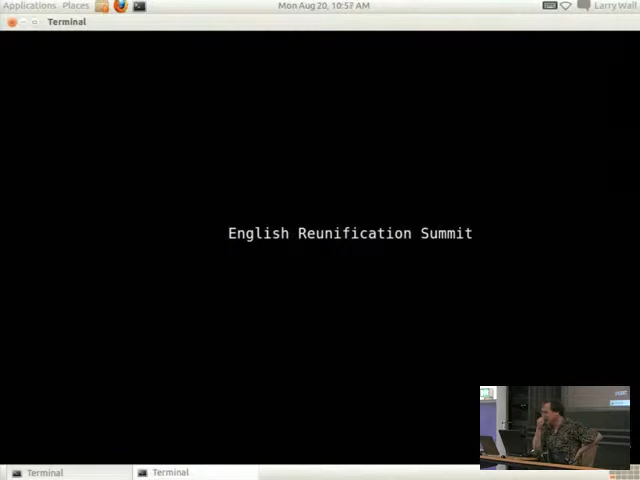 Applications Places
Mon Aug 20, 10:57 AM
Larry Wall
Terminal
English Reunification Summit
Terminal
Terminal